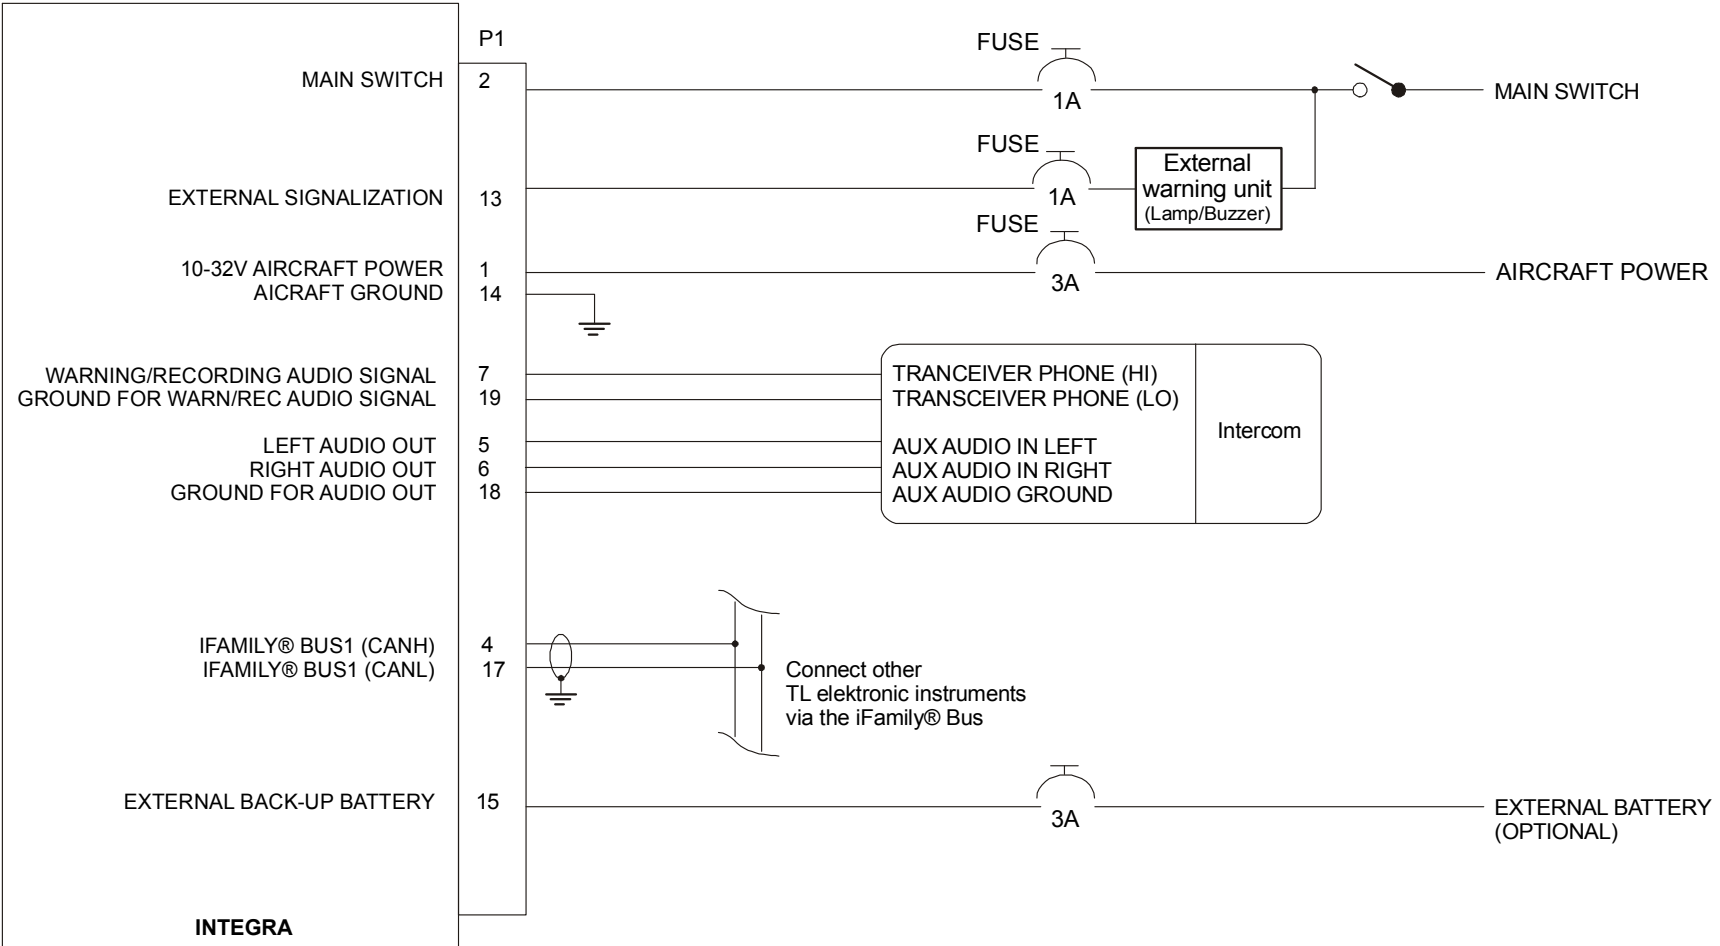 P1
FUSE
MAIN SWITCH 2
1A
MAIN SWITCH
FUSE
External
warning unit
(Lamp/Buzzer)
EXTERNAL SIGNALIZATION 13
1A
FUSE
10-32V AIRCRAFT POWER 1
3A
AIRCRAFT POWER
AICRAFT GROUND 14
WARNING/RECORDING AUDIO SIGNAL 7 TRANCEIVER PHONE (HI)
GROUND FOR WARN/REC AUDIO SIGNAL 19 TRANSCEIVER PHONE (LO)
Intercom
LEFT AUDIO OUT 5 AUX AUDIO IN LEFT
RIGHT AUDIO OUT 6 AUX AUDIO IN RIGHT
GROUND FOR AUDIO OUT 18 AUX AUDIO GROUND
IFAMILY® BUS1 (CANH) 4
IFAMILY® BUS1 (CANL) 17
Connect other
TL elektronic instruments
via the iFamily® Bus
EXTERNAL BACK-UP BATTERY 15
3A
EXTERNAL BATTERY
(OPTIONAL)
INTEGRA